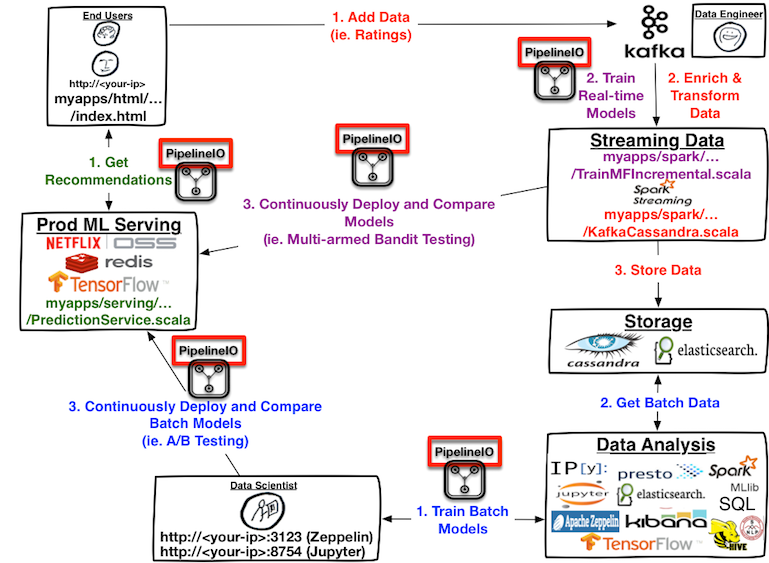 End Users
http://<your-ip>
myapps/html/...
/index.html
1. Add Data
(ie. Ratings)
kafka
Data Engineer
PipelineIO
2. Train
Real-time
Models
2. Enrich &
Transform
Data
PipelineIO
1. Get
Recommendations
PipelineIO
3. Continuously Deploy and Compare
Models
(ie. Multi-armed Bandit Testing)
Streaming Data
myapps/spark/...
/TrainMFIncremental.scala
Spark
Streaming
myapps/spark/...
/KafkaCassandra.scala
Prod ML Serving
NETFLIX OSS
redis
TensorFlow™
myapps/serving/...
/PredictionService.scala
3. Store Data
Storage
cassandra
elasticsearch.
PipelineIO
3. Continuously Deploy and Compare
Batch Models
(ie. A/B Testing)
2. Get Batch Data
Data Scientist
http://<your-ip>:3123 (Zeppelin)
http://<your-ip>:8754 (Jupyter)
PipelineIO
1. Train Batch
Models
Data Analysis
IP[y]:
presto
Spark
MLlib
jupyter
elasticsearch.
SQL
Apache Zeppelin
kibana
HIVE
NLP
TensorFlow™